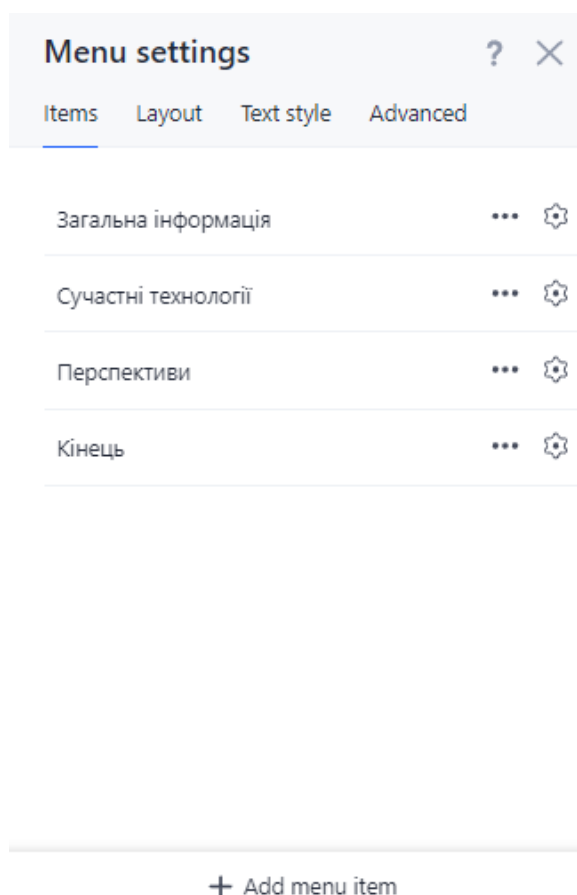 Menu settings ?
Items Layout Text style Advanced
Загальна інформація
Сучастні технології
Перспективи
Кінець
+ Add menu item